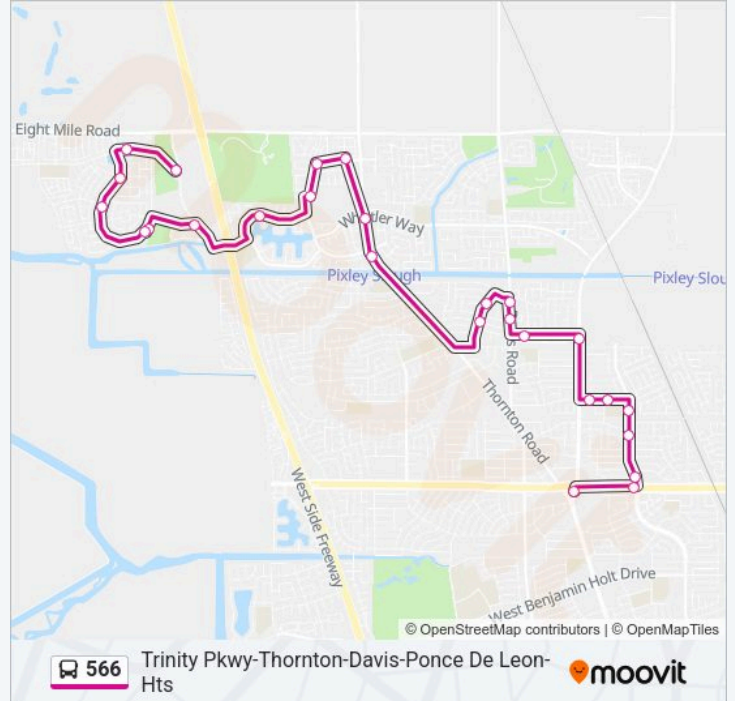 Eight Mile Road
Whistler Way
Pixley Slough
Pixley Slou
s Road
Thornton Road
West Side Freeway
West Benjamin Holt Drive
© OpenStreetMap contributors | © OpenMapTiles
566
Trinity Pkwy-Thornton-Davis-Ponce De Leon-
Hts
moovit